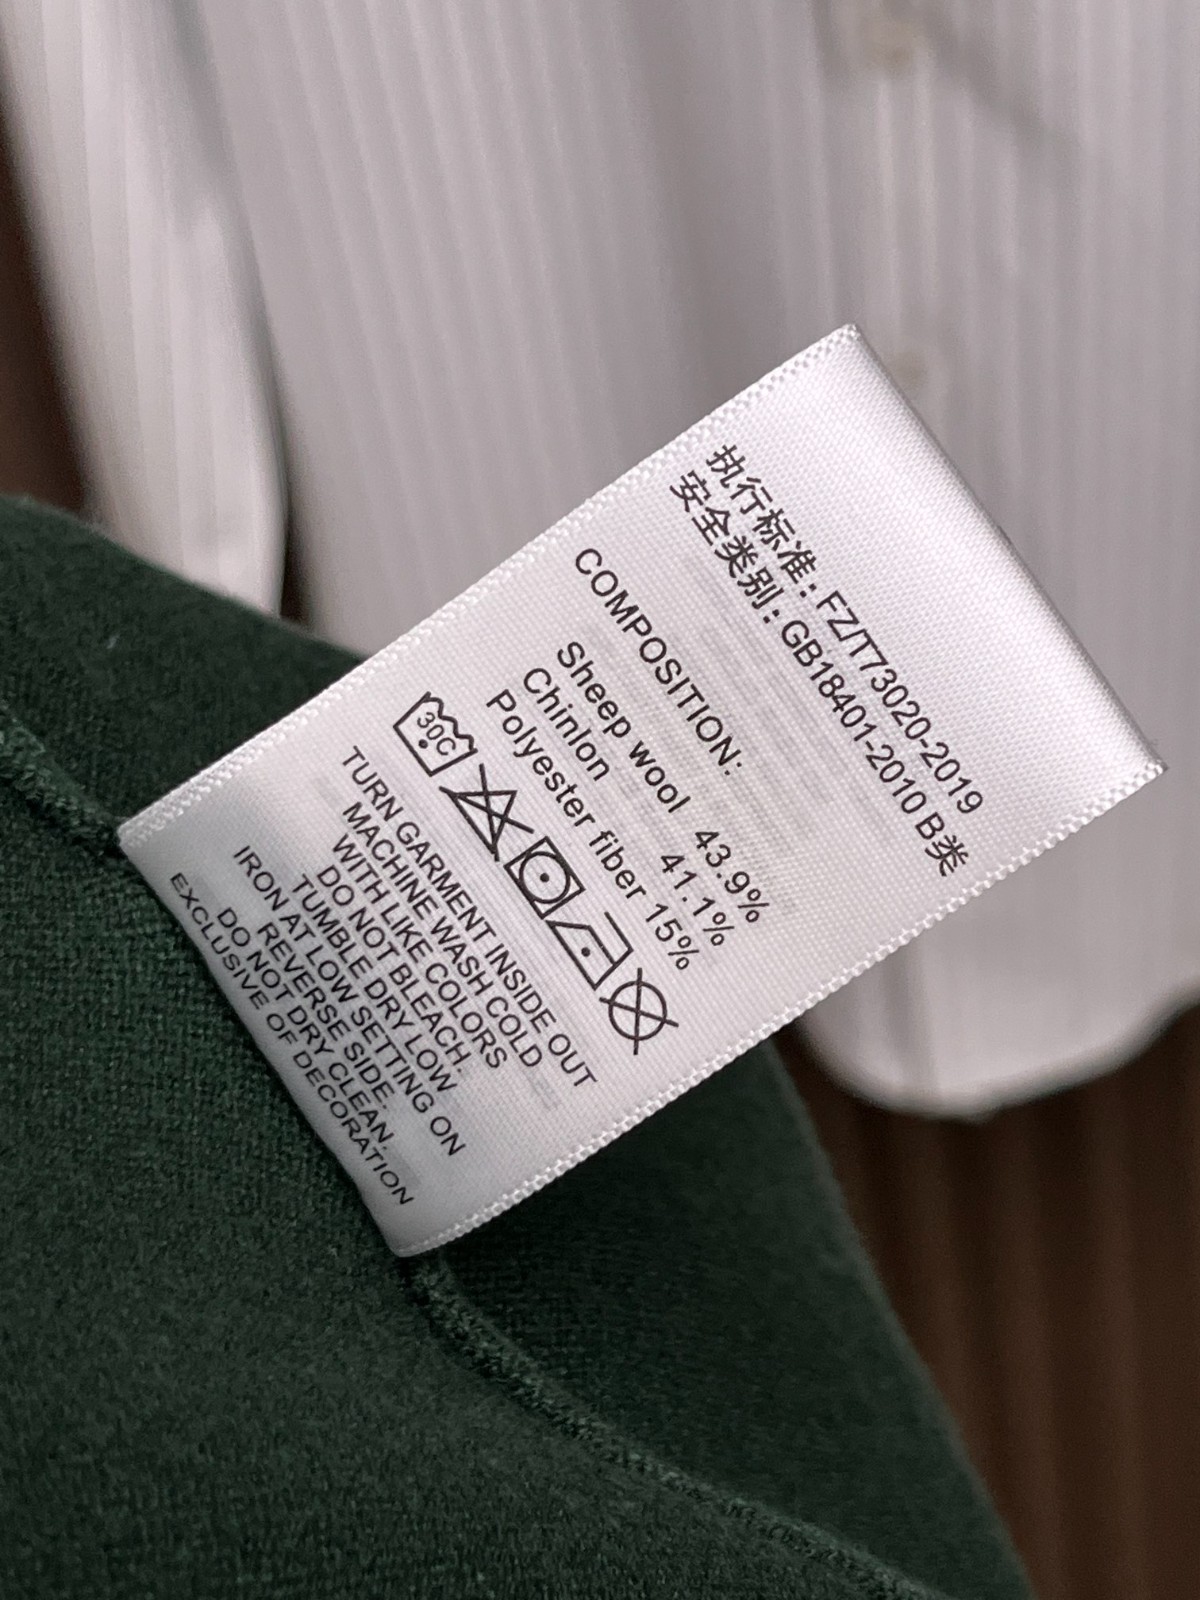 执行标准：FZ/T73020-2019
安全类别：GB18401-2010 B类
COMPOSITION:
Sheep wool 43.9%
Chinlon 41.1%
Polyester fiber 15%
30C
TURN GARMENT INSIDE OUT
MACHINE WASH COLD
WITH LIKE COLORS
DO NOT BLEACH.
TUMBLE DRY LOW
IRON AT LOW SETTING ON
REVERSE SIDE.
DO NOT DRY CLEAN.
EXCLUSIVE OF DECORATION